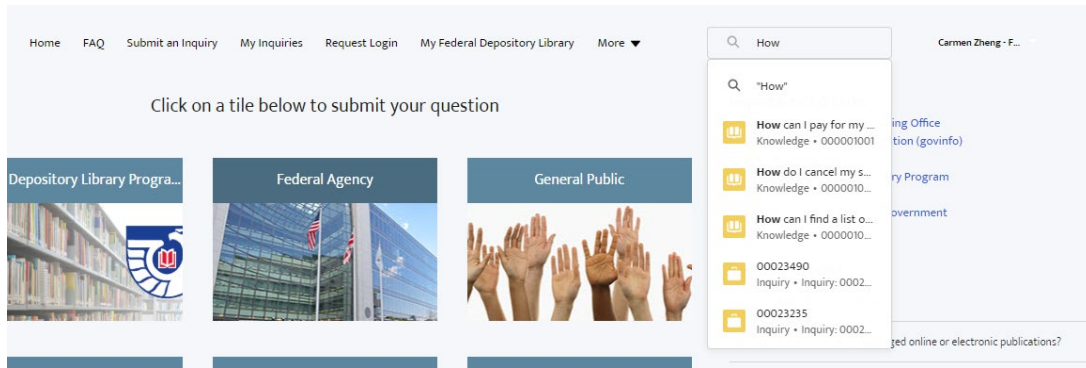 Home FAQ Submit an Inquiry My Inquiries Request Login My Federal Depository Library More
How
Carmen Zheng - F...
Click on a tile below to submit your question
Depository Library Progra...
Federal Agency
General Public
"How"
How can I pay for my ...
Knowledge • 000001001
How do I cancel my s...
Knowledge • 0000010...
How can I find a list o...
Knowledge • 0000010...
00023490
Inquiry • Inquiry: 0002...
00023235
Inquiry • Inquiry: 0002...
ing Office
tion (govinfo)
ry Program
overnment
ged online or electronic publications?